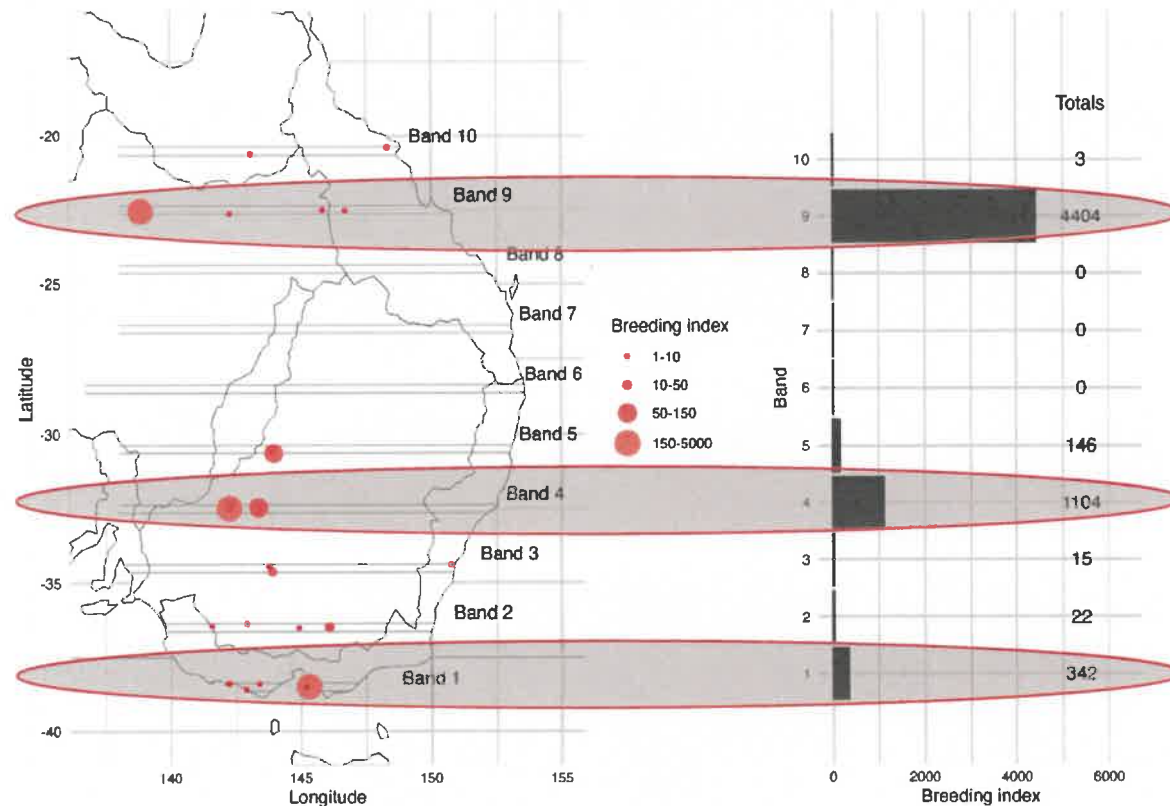 Totals
-20
Band 10
10
3
Band 9
9
4404
Band 8
8
0
-25
Band 7
7
0
Breeding index
1-10
10-50
50-150
150-5000
Band 6
6
0
Latitude
Band
-30
Band 5
5
146
Band 4
4
1104
Band 3
3
15
-35
Band 2
2
22
Band 1
1
342
-40
140
145
150
155
Longitude
0
2000
4000
6000
Breeding index